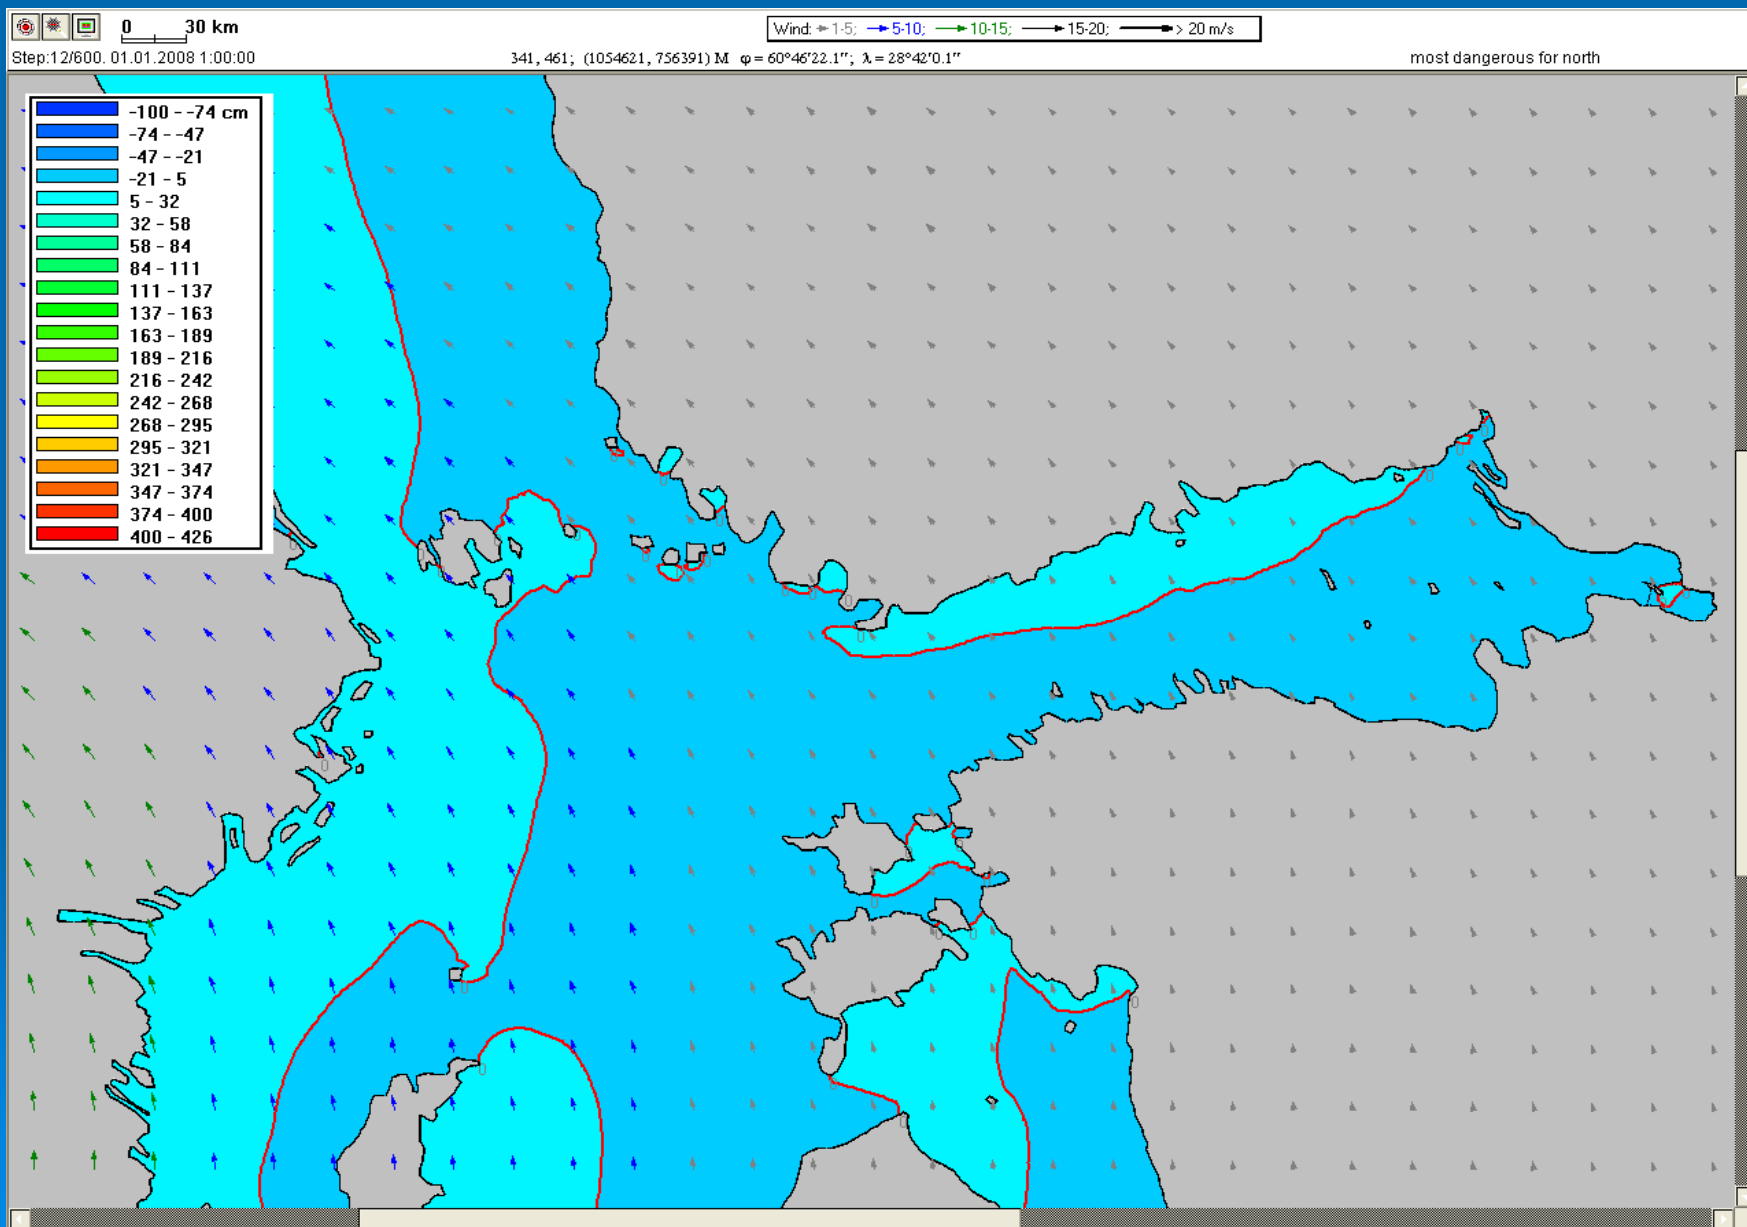 0 30 km
Wind: 1-5; 5-10; 10-15; 15-20; > 20 m/s
Step:12/600. 01.01.2008 1:00:00
341, 461; (1054621, 756391) M φ = 60°46'22.1"; λ = 28°42'0.1"
most dangerous for north
-100 - -74 cm
-74 - -47
-47 - -21
-21 - 5
5 - 32
32 - 58
58 - 84
84 - 111
111 - 137
137 - 163
163 - 189
189 - 216
216 - 242
242 - 268
268 - 295
295 - 321
321 - 347
347 - 374
374 - 400
400 - 426